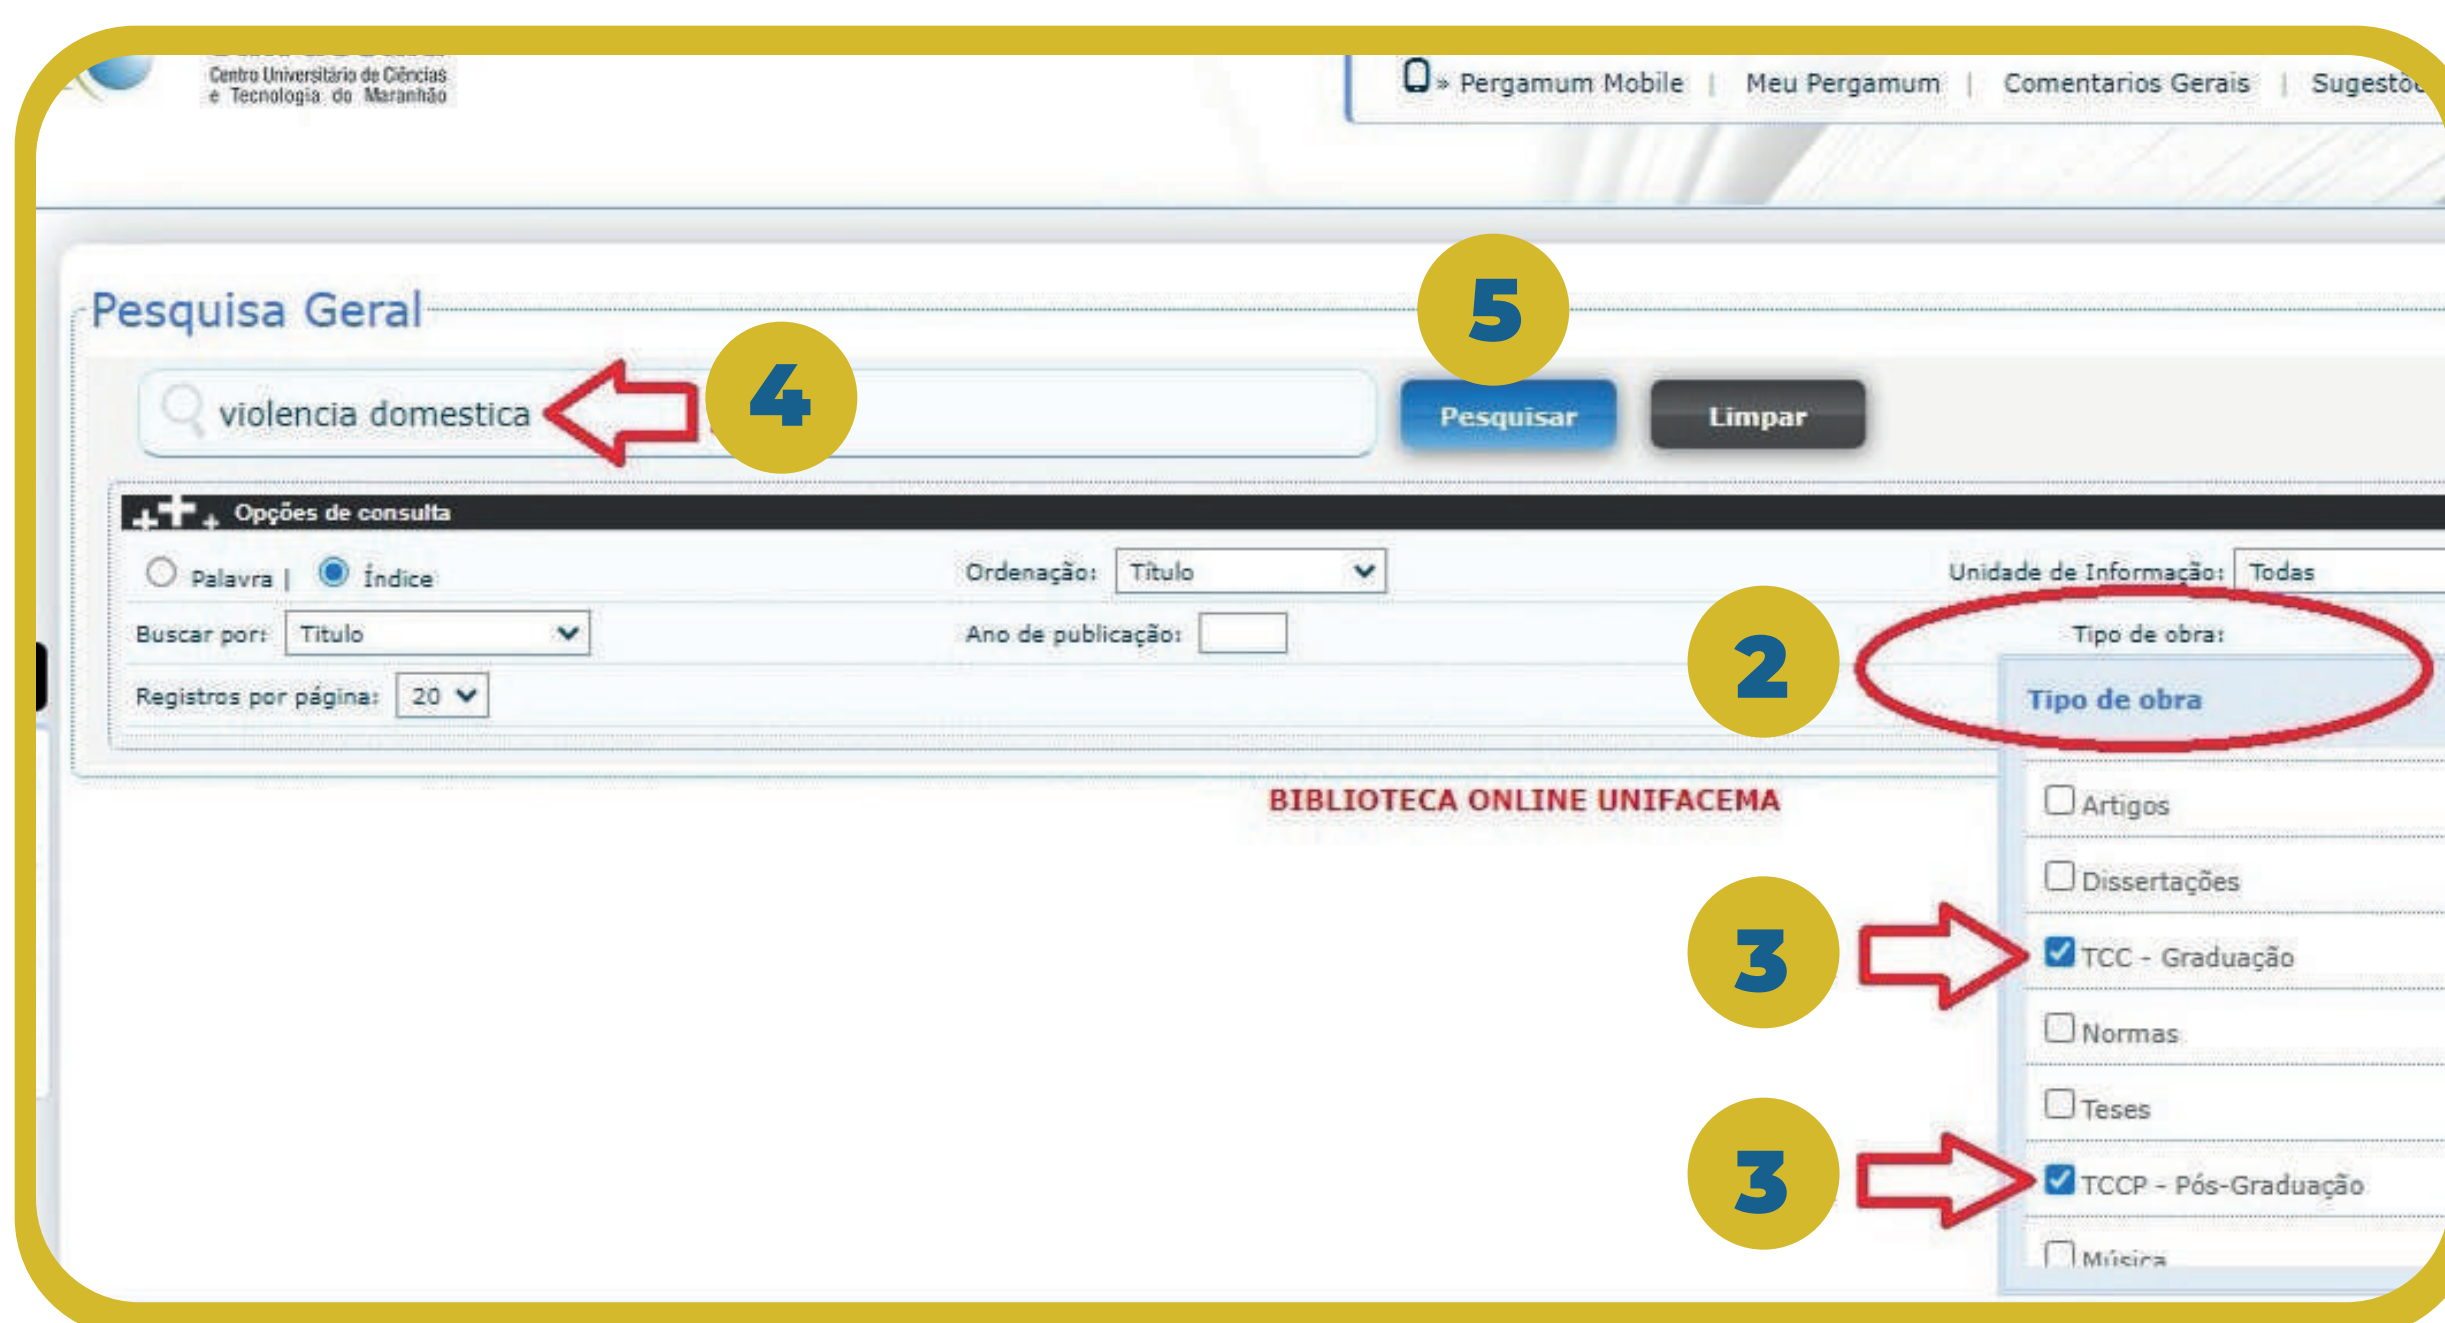 Centro Universitário de Ciências
e Tecnologia do Maranhão
» Pergamum Mobile | Meu Pergamum | Comentarios Gerais |
Pesquisa Geral
5
violencia domestica
4
Pesquisar
Limpar
Opções de consulta
Palavra | Índice
Ordenação: Título
Unidade de Informação: Todas
Buscar por: Titulo
Ano de publicação:
2
Tipo de obra:
Registros por página: 20
Tipo de obra
BIBLIOTECA ONLINE UNIFACEMA
Artigos
Dissertações
3
TCC - Graduação
Normas
Teses
3
TCCP - Pós-Graduação
Música